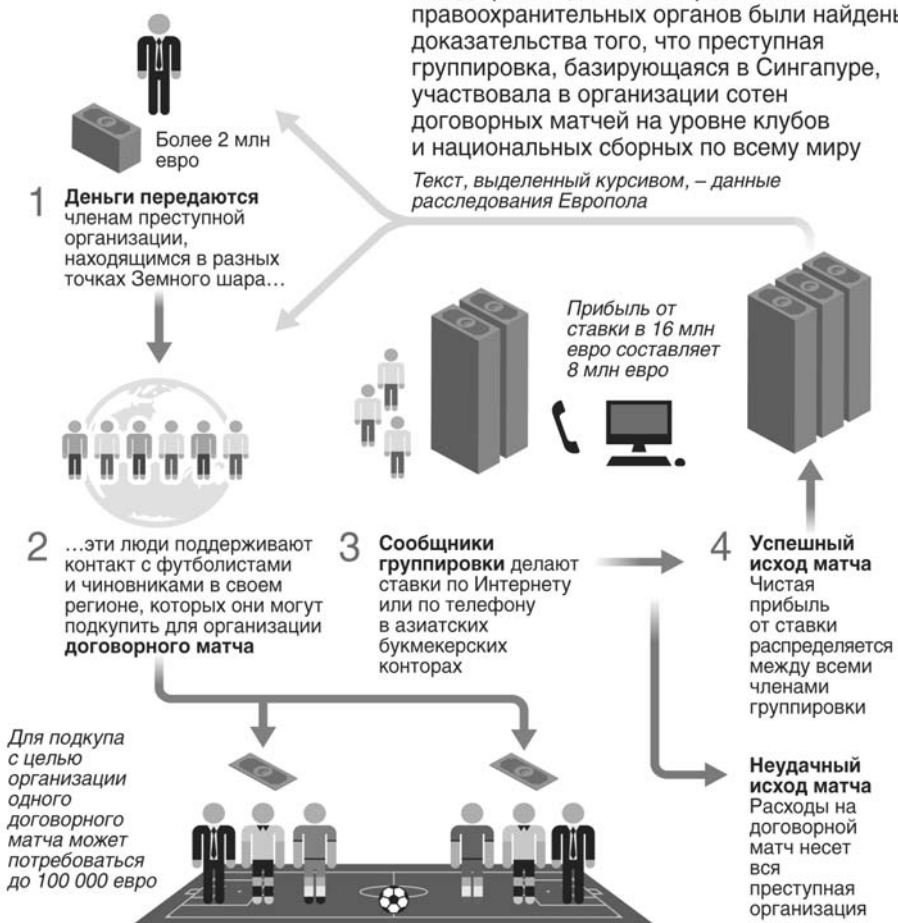 правоохранительных органов были найдены
доказательства того, что преступная
группировка, базирующаяся в Сингапуре,
участвовала в организации сотен
договорных матчей на уровне клубов
и национальных сборных по всему миру
Текст, выделенный курсивом, – данные
расследования Европола
Более 2 млн
евро
1 Деньги передаются
членам преступной
организации,
находящимся в разных
точках Земного шара…
Прибыль от
ставки в 16 млн
евро составляет
8 млн евро
2 …эти люди поддерживают
контакт с футболистами
и чиновниками в своем
регионе, которых они могут
подкупить для организации
договорного матча
3 Сообщники
группировки делают
ставки по Интернету
или по телефону
в азиатских
букмекерских
конторах
4 Успешный
исход матча
Чистая
прибыль
от ставки
распределяется
между всеми
членами
группировки
Для подкупа
с целью
организации
одного
договорного
матча может
потребоваться
до 100 000 евро
Неудачный
исход матча
Расходы на
договорной
матч несет
вся
преступная
организация